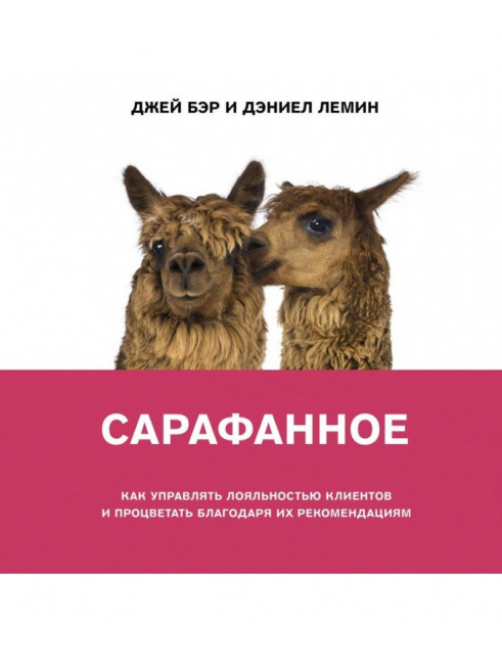 ДЖЕЙ БЭР И ДЭНИЕЛ ЛЕМИН
САРАФАННОЕ
КАК УПРАВЛЯТЬ ЛОЯЛЬНОСТЬЮ КЛИЕНТОВ
И ПРОЦВЕТАТЬ БЛАГОДАРЯ ИХ РЕКОМЕНДАЦИЯМ